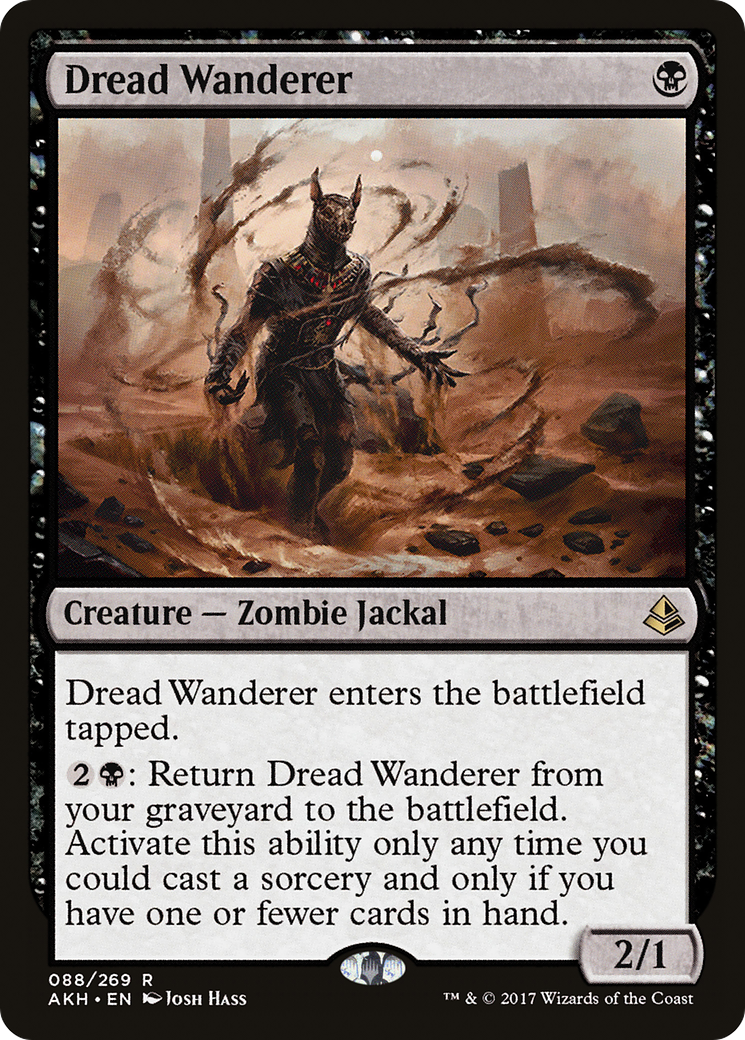 Dread Wanderer
Creature — Zombie Jackal
Dread Wanderer enters the battlefield
tapped.
2: Return Dread Wanderer from
your graveyard to the battlefield.
Activate this ability only any time you
could cast a sorcery and only if you
have one or fewer cards in hand.
2/1
088/269 R
AKH • EN Josh Hass
™ & © 2017 Wizards of the Coast